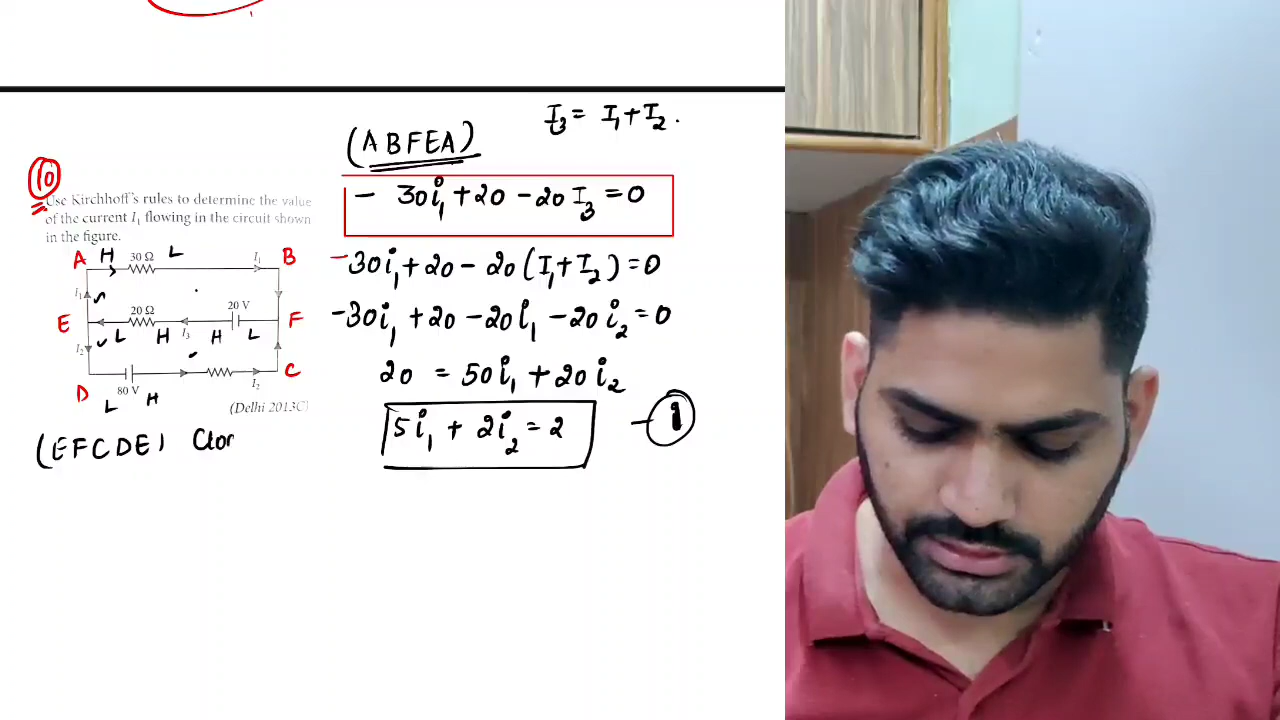 I3 = I1 + I2.
(ABFEA)
10
Use Kirchhoff's rules to determine the value
of the current I1 flowing in the circuit shown
in the figure.
- 30i1 + 20 - 20 I3 = 0
-30i1 + 20 - 20 (I1 + I2) = 0
-30i1 + 20 - 20i1 - 20i2 = 0
20 = 50i1 + 20i2
5i1 + 2i2 = 2 - 1
A H 30 Ω L I1 B
I1
E 20 Ω 20 V F
L H I3 H L
I2
D 80 V I2 C
L H
(Delhi 2013C)
(EFCDE) Clor